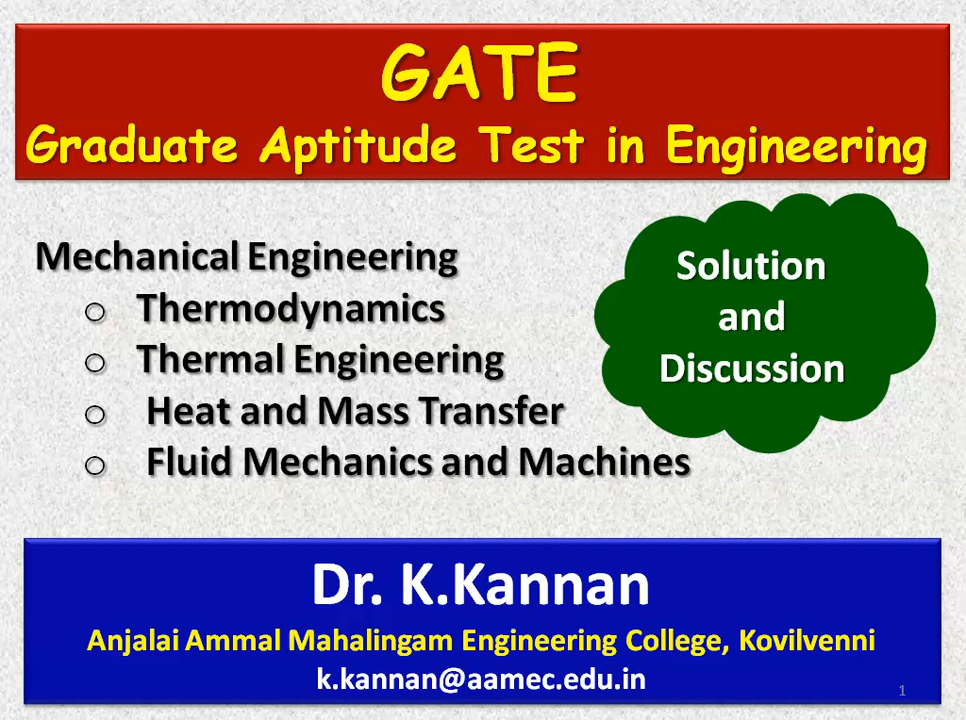 GATE
Graduate Aptitude Test in Engineering
Mechanical Engineering
o Thermodynamics
o Thermal Engineering
o Heat and Mass Transfer
o Fluid Mechanics and Machines
Solution
and
Discussion
Dr. K.Kannan
Anjalai Ammal Mahalingam Engineering College, Kovilvenni
k.kannan@aamec.edu.in
1